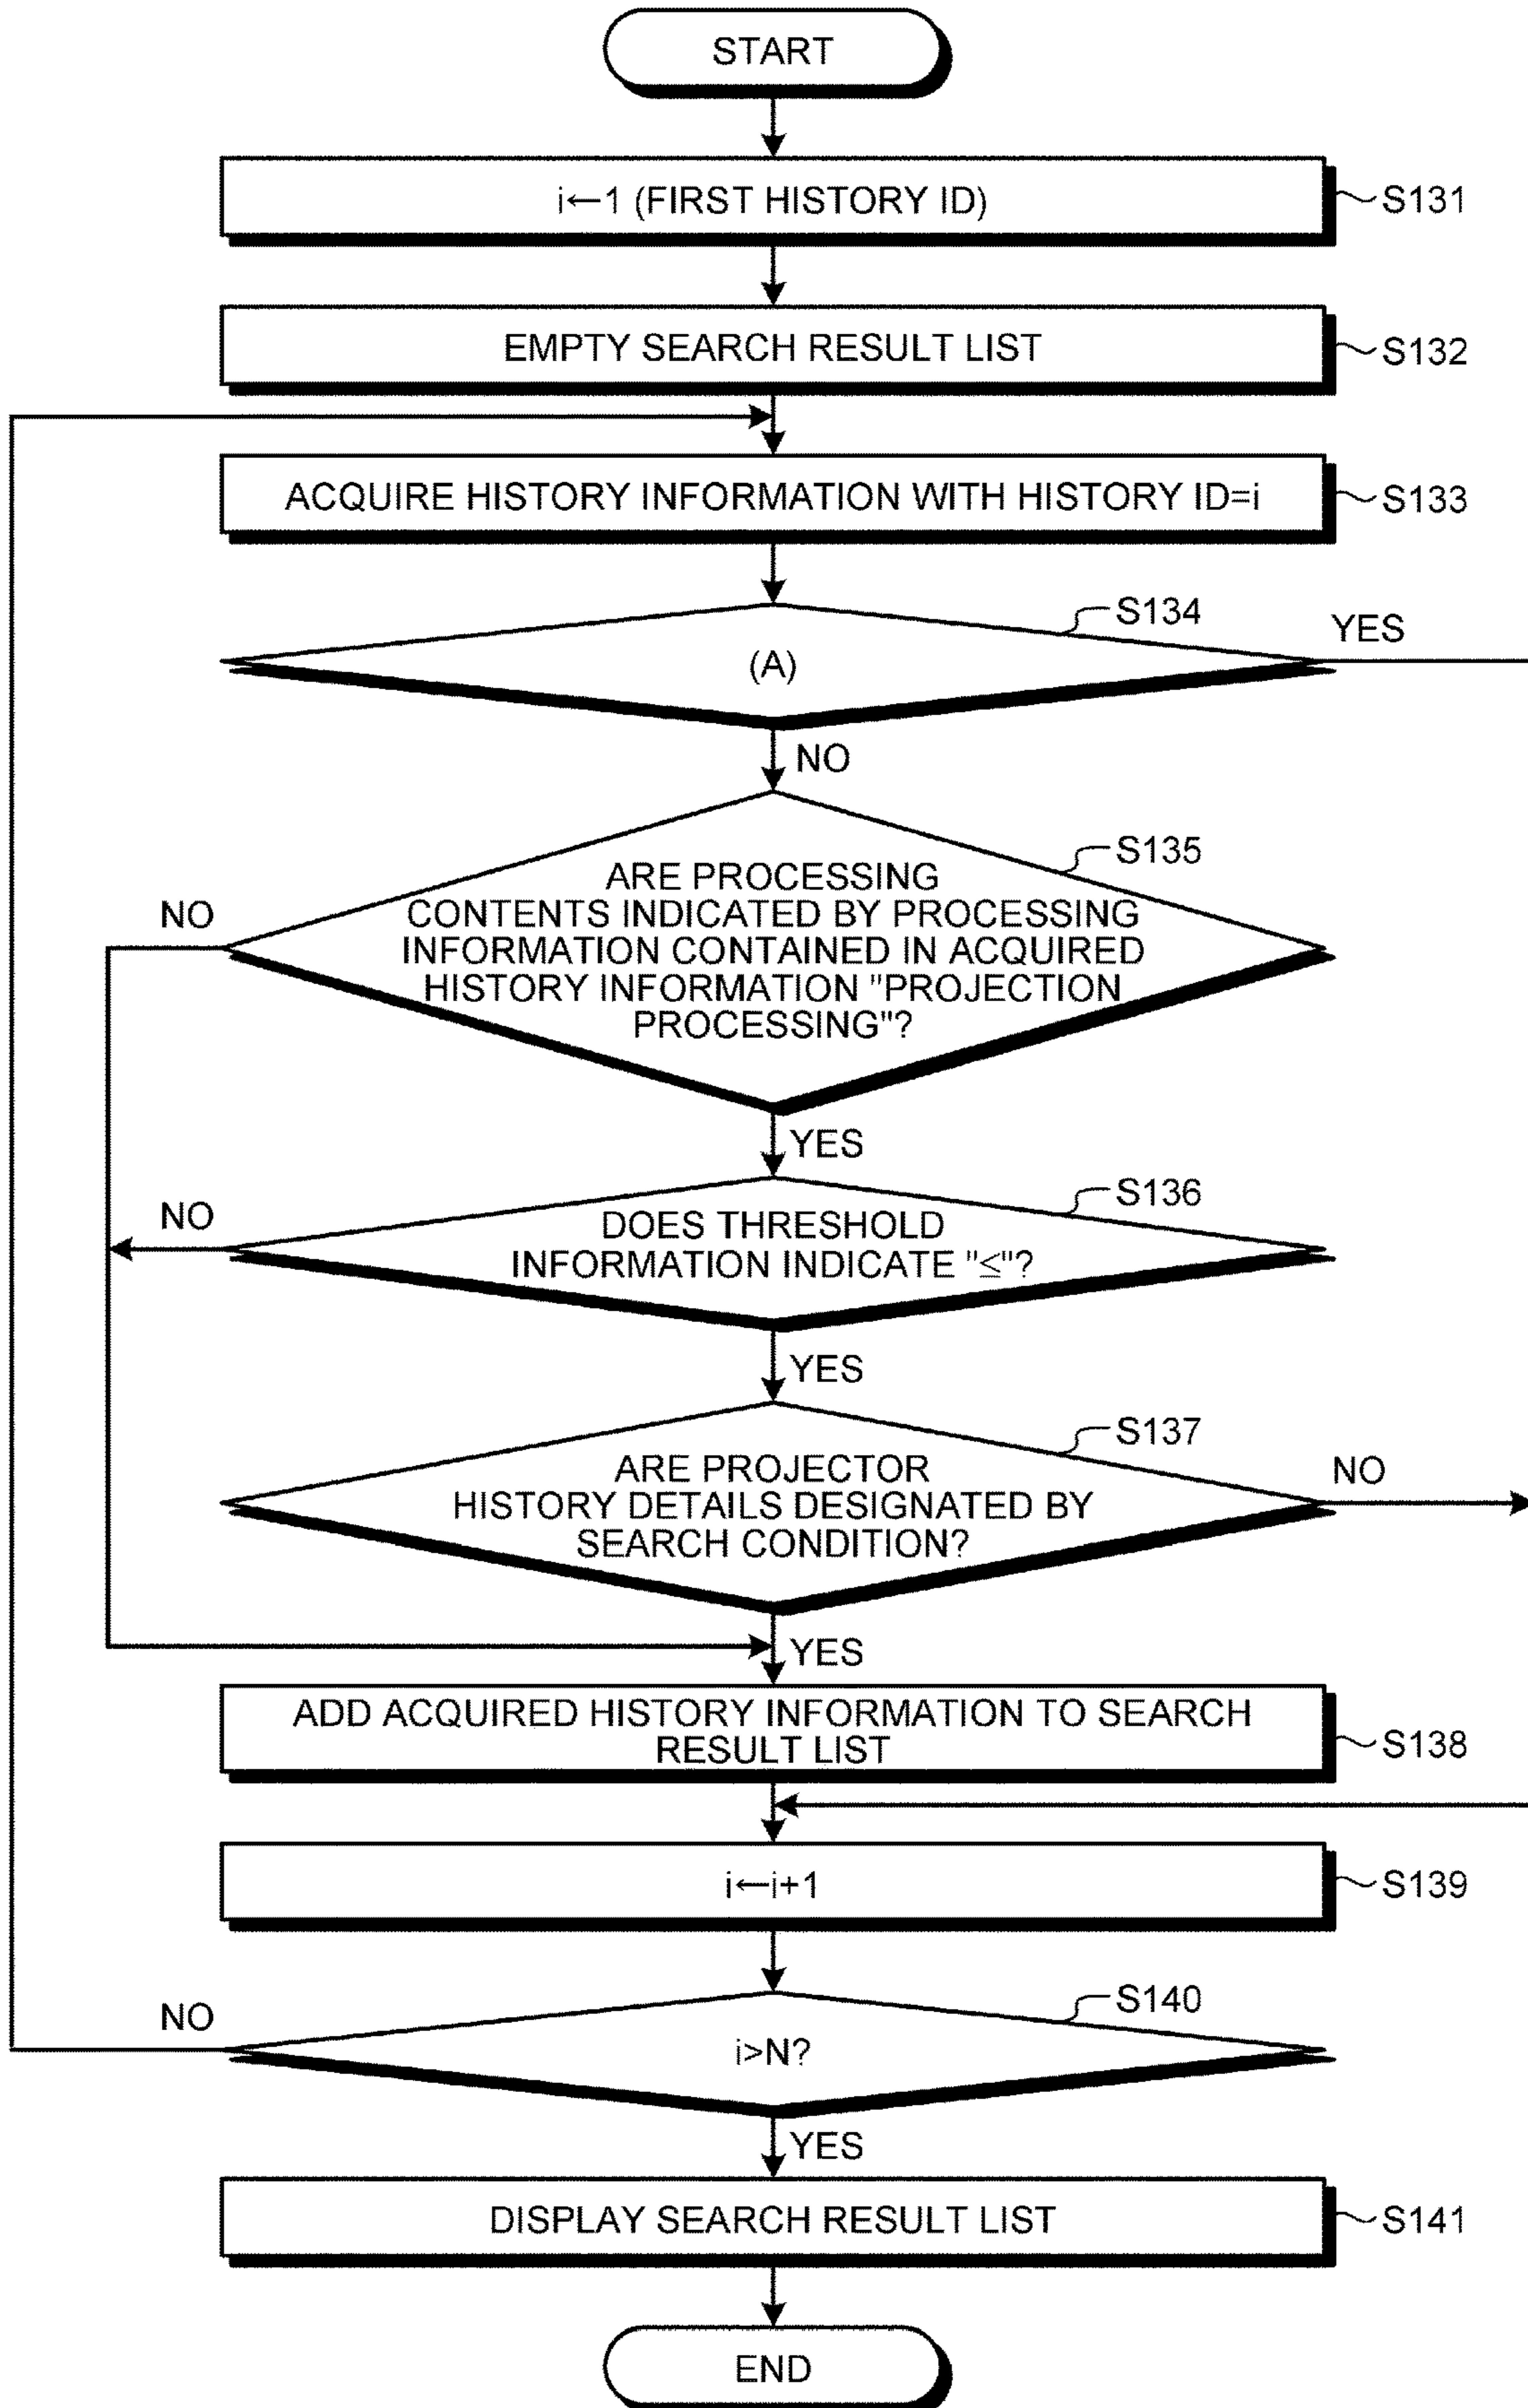 START
i←1 (FIRST HISTORY ID)
S131
EMPTY SEARCH RESULT LIST
S132
ACQUIRE HISTORY INFORMATION WITH HISTORY ID=i
S133
S134
YES
(A)
NO
S135
NO
ARE PROCESSING
CONTENTS INDICATED BY PROCESSING
INFORMATION CONTAINED IN ACQUIRED
HISTORY INFORMATION "PROJECTION
PROCESSING"?
YES
S136
NO
DOES THRESHOLD
INFORMATION INDICATE "≤"?
YES
S137
NO
ARE PROJECTOR
HISTORY DETAILS DESIGNATED BY
SEARCH CONDITION?
YES
ADD ACQUIRED HISTORY INFORMATION TO SEARCH
RESULT LIST
S138
i←i+1
S139
S140
NO
i>N?
YES
DISPLAY SEARCH RESULT LIST
S141
END